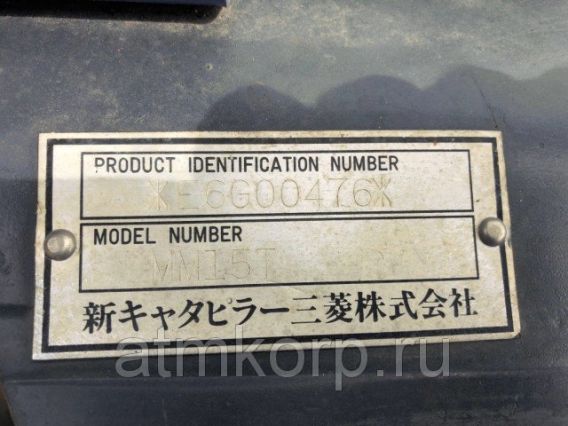 PRODUCT IDENTIFICATION NUMBER
*-6G00476*
MODEL NUMBER
MM15T
新キャタピラー三菱株式会社
atmkorp.ru